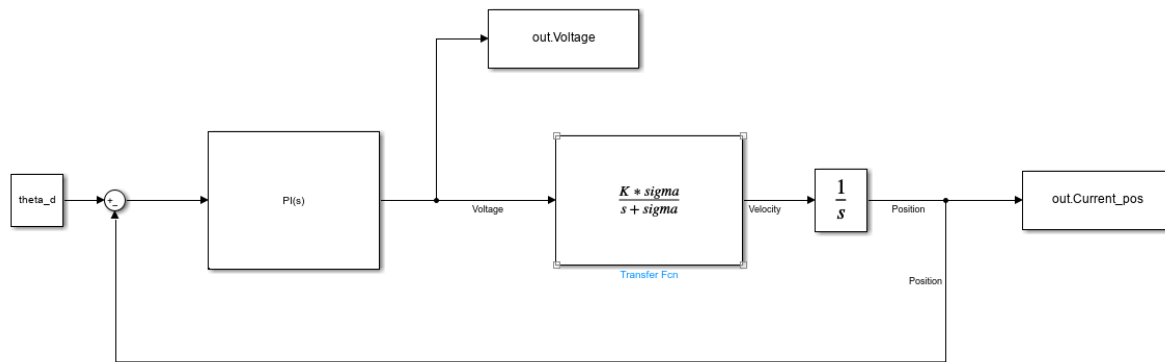 out.Voltage
theta_d
+
_
PI(s)
Voltage
K * sigma
s + sigma
Transfer Fcn
Velocity
1
s
Position
out.Current_pos
Position